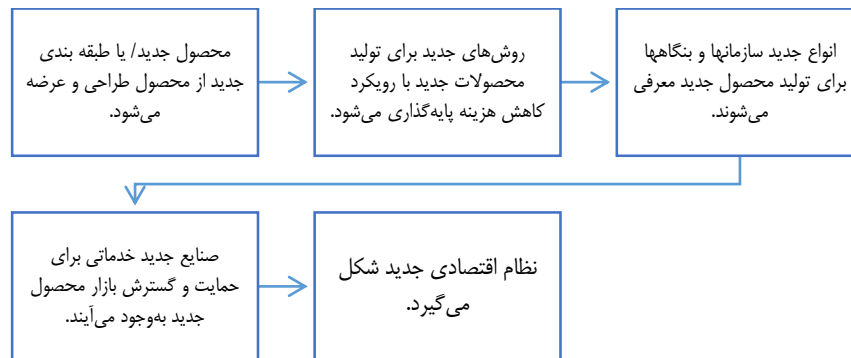 محصول جدید/ یا طبقه بندی
جدید از محصول طراحی و عرضه
می‌شود.
روش‌های جدید برای تولید
محصولات جدید با رویکرد
کاهش هزینه پایه‌گذاری می‌شود.
انواع جدید سازمانها و بنگاهها
برای تولید محصول جدید معرفی
می‌شوند.
صنایع جدید خدماتی برای
حمایت و گسترش بازار محصول
جدید به‌وجود می‌آیند.
نظام اقتصادی جدید شکل
می‌گیرد.